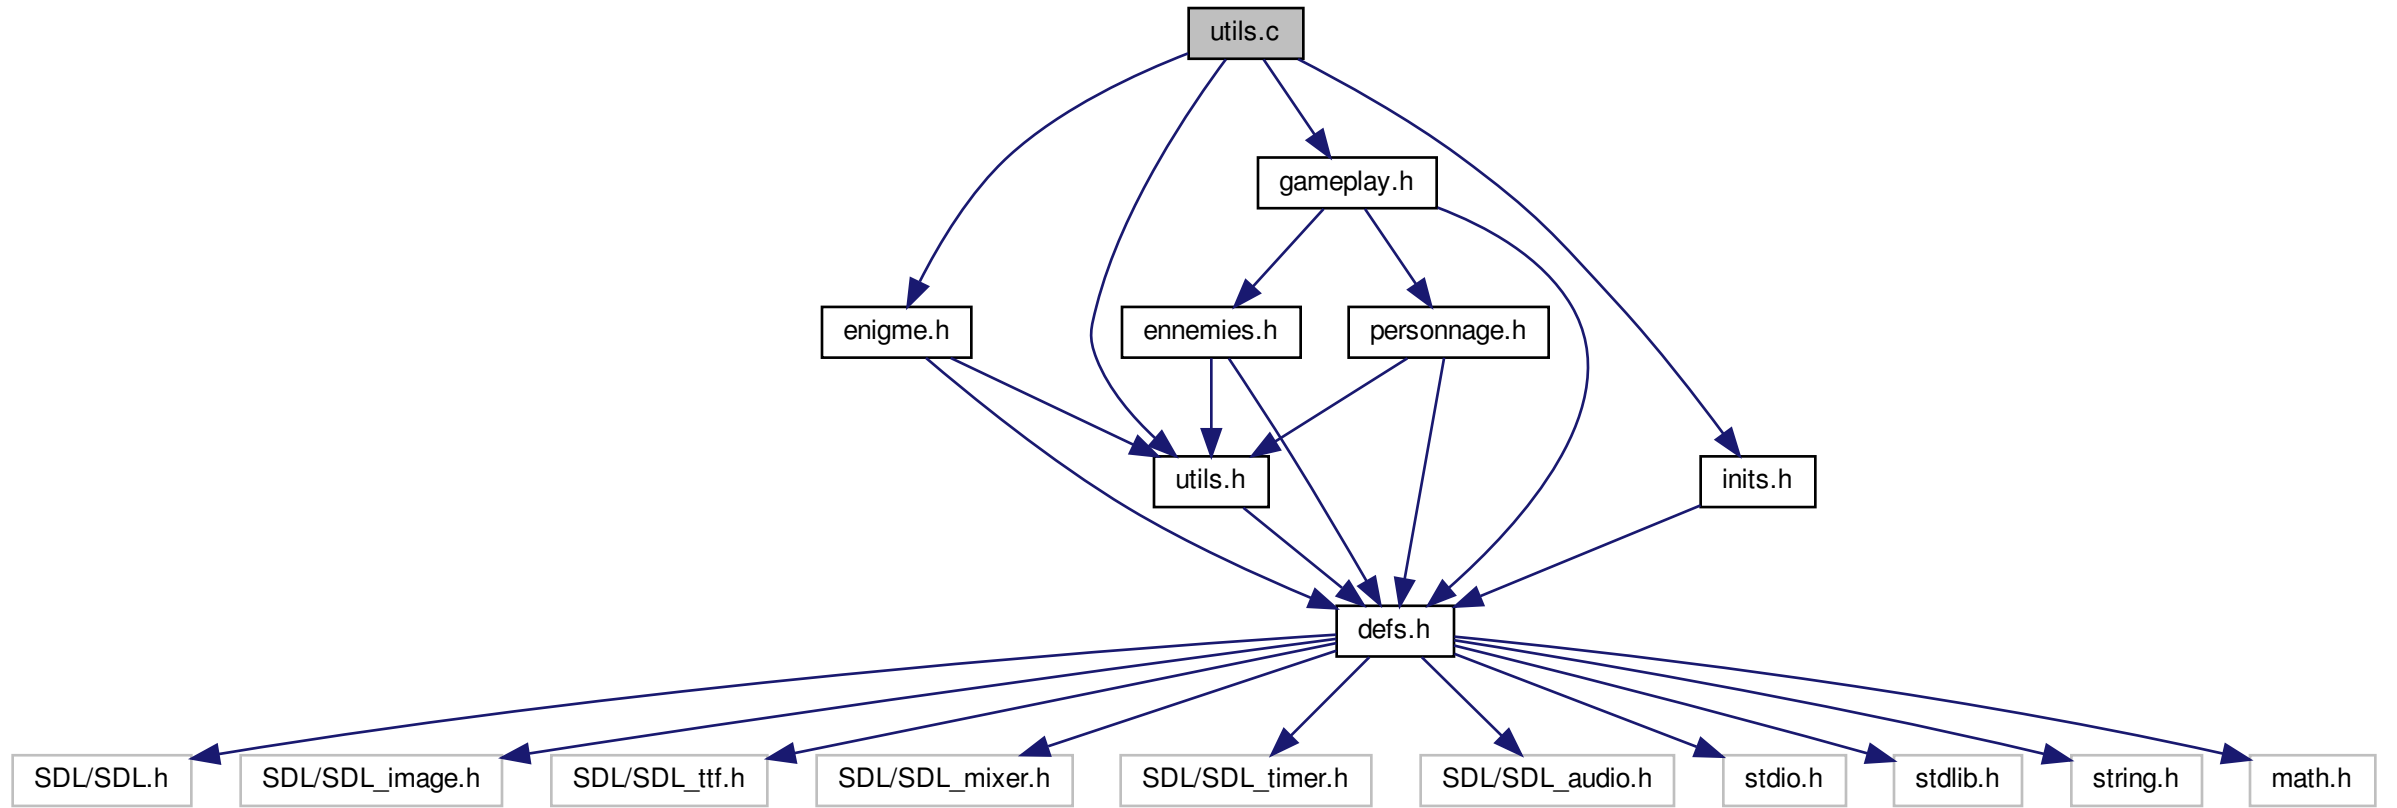 utils.c
gameplay.h
enigme.h
ennemies.h
personnage.h
utils.h
inits.h
defs.h
SDL/SDL.h
SDL/SDL_image.h
SDL/SDL_ttf.h
SDL/SDL_mixer.h
SDL/SDL_timer.h
SDL/SDL_audio.h
stdio.h
stdlib.h
string.h
math.h